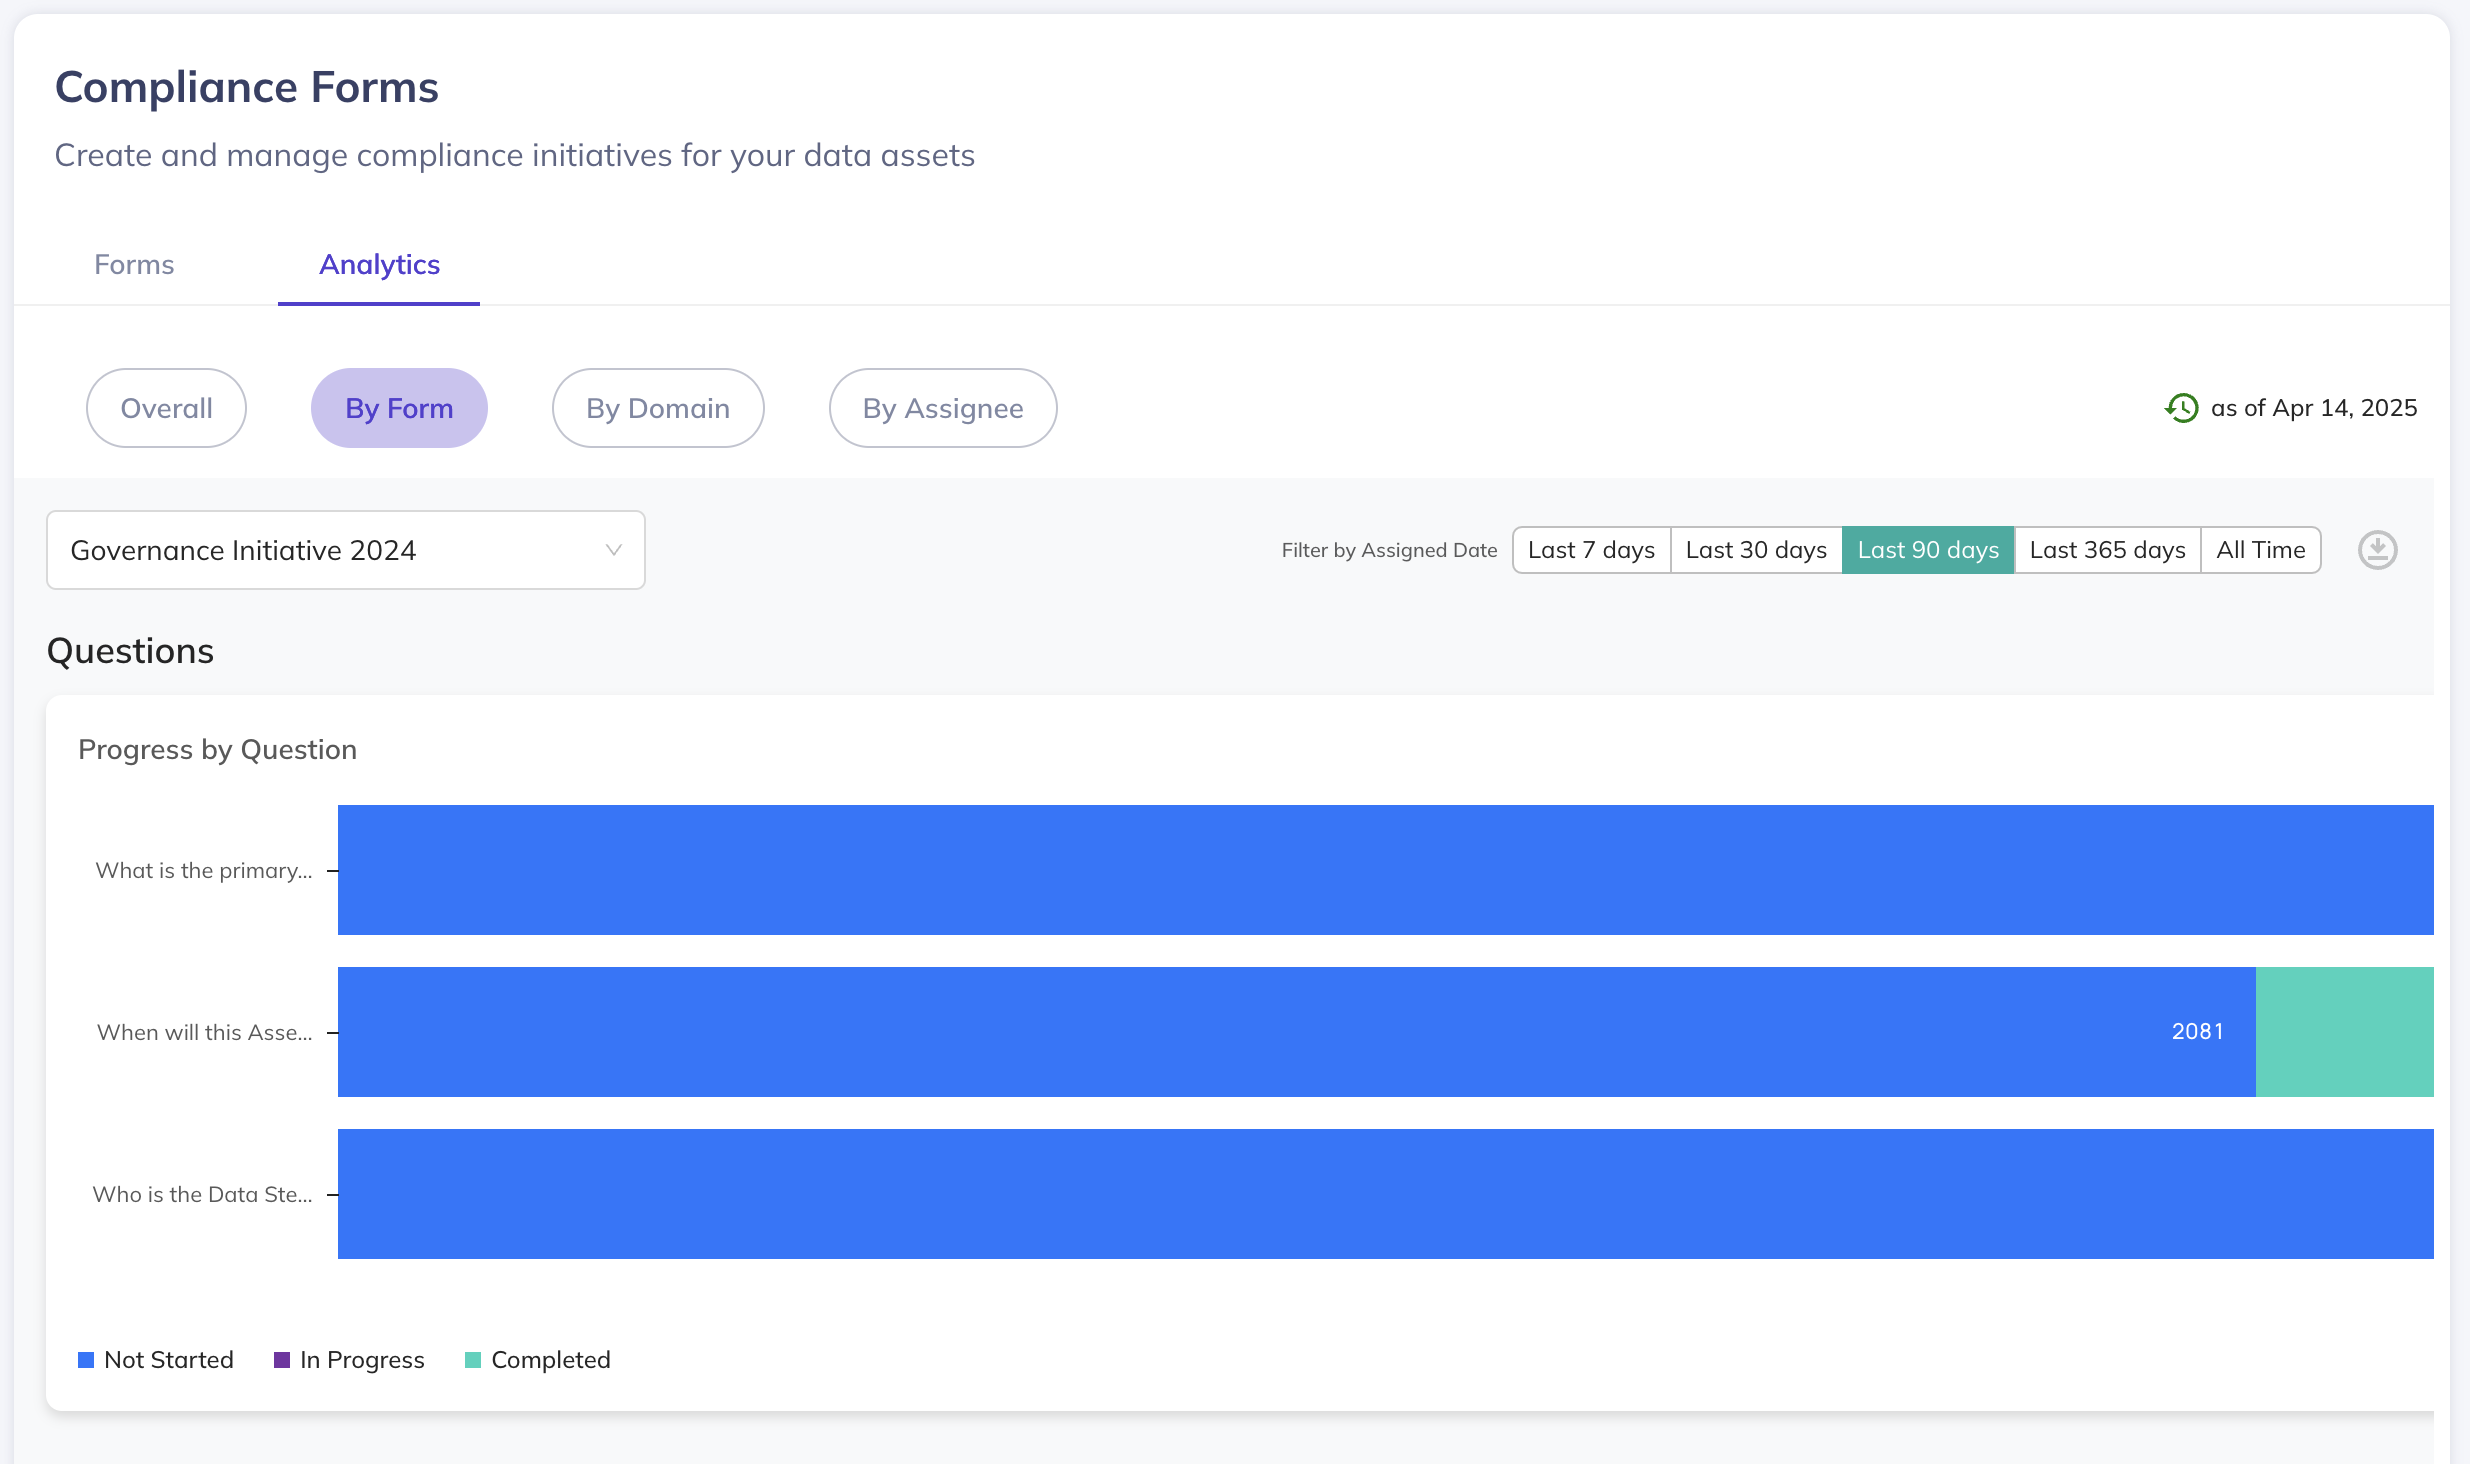 Compliance Forms
Create and manage compliance initiatives for your data assets
Forms Analytics
Overall By Form By Domain By Assignee as of Apr 14, 2025
Governance Initiative 2024 Filter by Assigned Date Last 7 days Last 30 days Last 90 days Last 365 days All Time
Questions
Progress by Question
What is the primary...
When will this Asse... 2081
Who is the Data Ste...
Not Started In Progress Completed